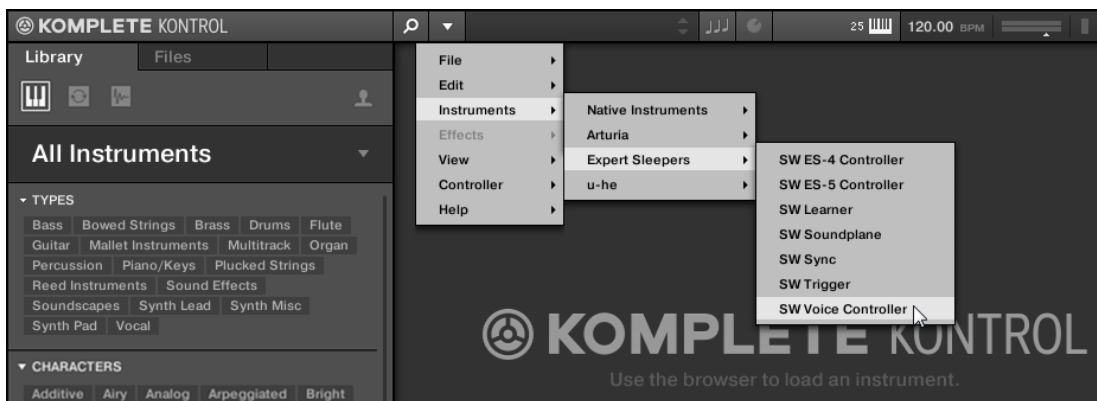 KOMPLETE KONTROL
25
120.00 BPM
Library Files
All Instruments
TYPES
Bass Bowed Strings Brass Drums Flute
Guitar Mallet Instruments Multitrack Organ
Percussion Piano/Keys Plucked Strings
Reed Instruments Sound Effects
Soundscapes Synth Lead Synth Misc
Synth Pad Vocal
CHARACTERS
Additive Airy Analog Arpeggiated Bright
File
Edit
Instruments
Effects
View
Controller
Help
Native Instruments
Arturia
Expert Sleepers
u-he
SW ES-4 Controller
SW ES-5 Controller
SW Learner
SW Soundplane
SW Sync
SW Trigger
SW Voice Controller
KOMPLETE KONTROL
Use the browser to load an instrument.